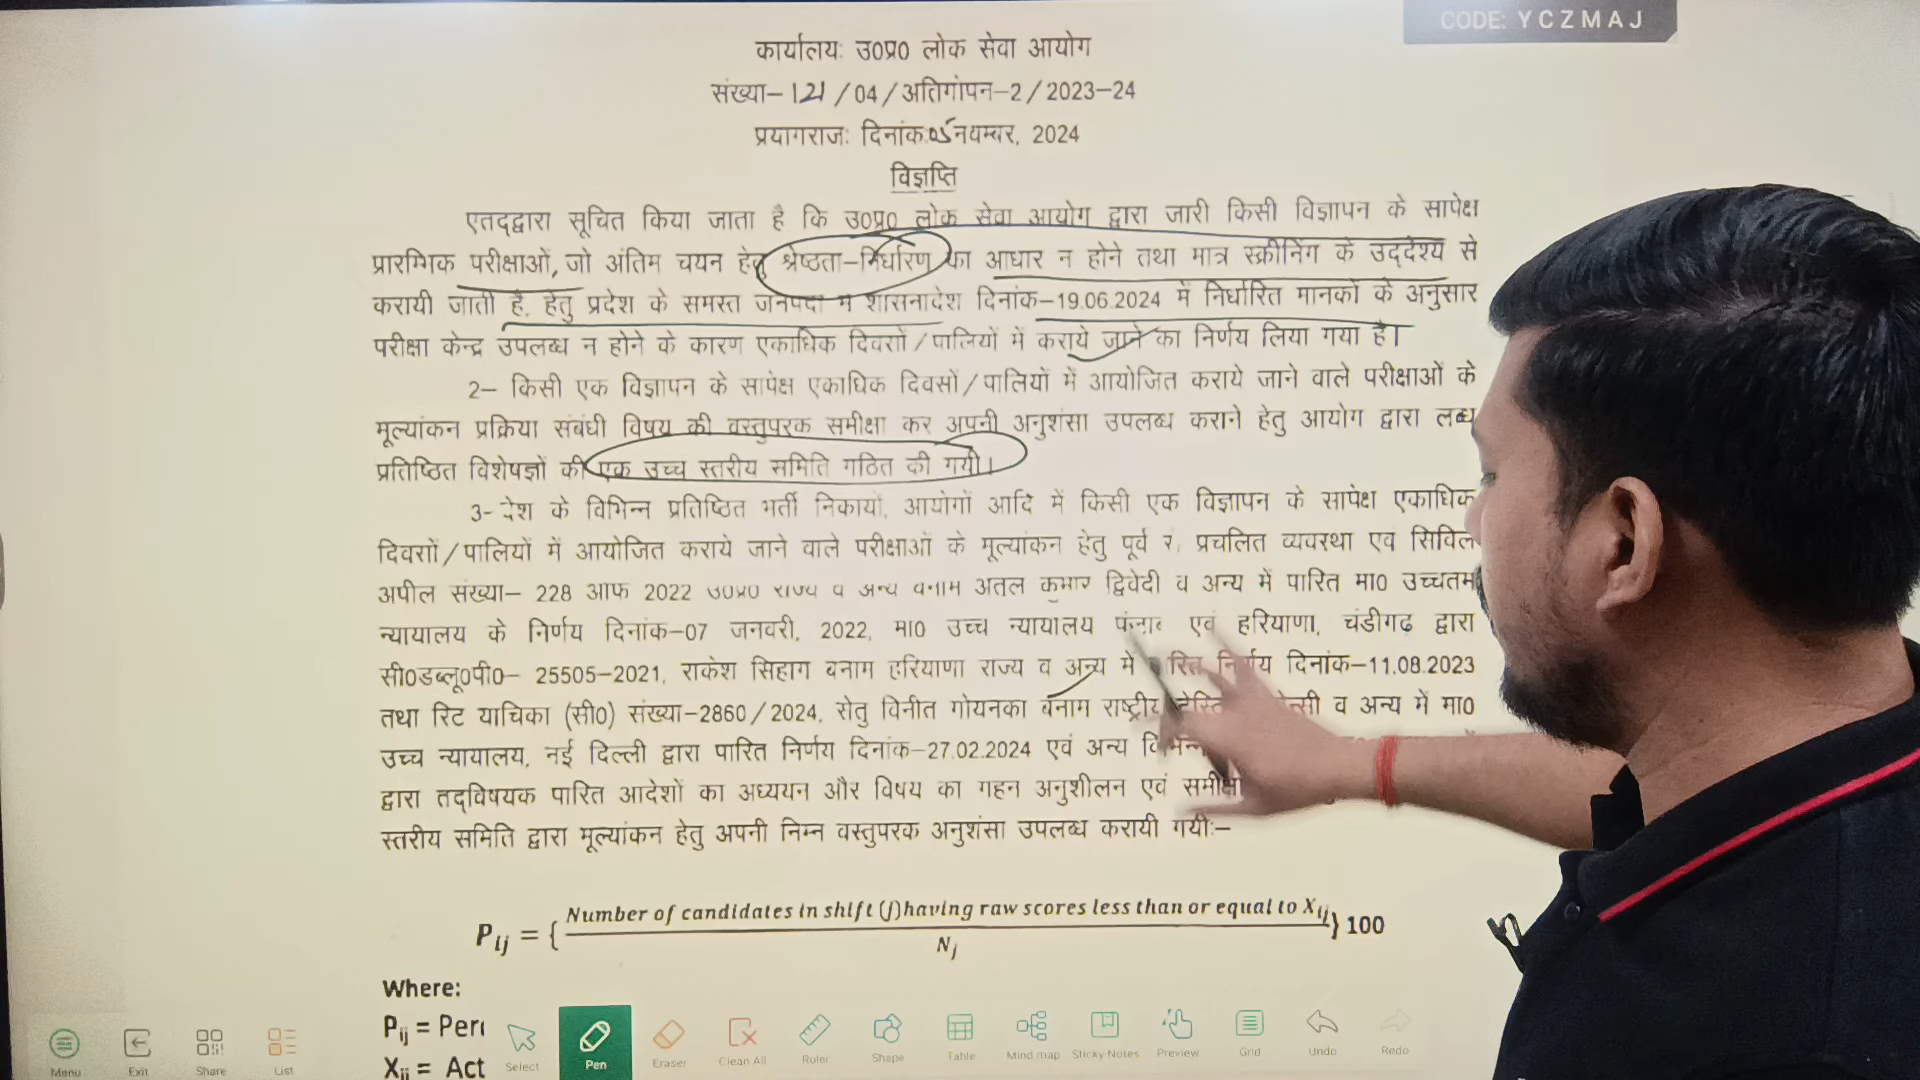 CODE: YCZMAJ
कार्यालयः उ0प्र0 लोक सेवा आयोग
संख्या–121/04/अतिगोपन–2/2023–24
प्रयागराजः दिनांक 05 नवम्बर, 2024
विज्ञप्ति
एतद्द्वारा सूचित किया जाता है कि उ0प्र0 लोक सेवा आयोग द्वारा जारी किसी विज्ञापन के सापेक्ष
प्रारम्भिक परीक्षाओं, जो अंतिम चयन हेतु श्रेष्ठता–निर्धारण का आधार न होने तथा मात्र स्क्रीनिंग के उद्देश्य से
करायी जाती है, हेतु प्रदेश के समस्त जनपदों में शासनादेश दिनांक–19.06.2024 में निर्धारित मानकों के अनुसार
परीक्षा केन्द्र उपलब्ध न होने के कारण एकाधिक दिवसों/पालियों में कराये जाने का निर्णय लिया गया है।
2– किसी एक विज्ञापन के सापेक्ष एकाधिक दिवसों/पालियों में आयोजित कराये जाने वाले परीक्षाओं के
मूल्यांकन प्रक्रिया संबंधी विषय की वस्तुपरक समीक्षा कर अपनी अनुशंसा उपलब्ध कराने हेतु आयोग द्वारा लब्ध
प्रतिष्ठित विशेषज्ञों की एक उच्च स्तरीय समिति गठित की गयी।
3– देश के विभिन्न प्रतिष्ठित भर्ती निकायों, आयोगों आदि में किसी एक विज्ञापन के सापेक्ष एकाधिक
दिवसों/पालियों में आयोजित कराये जाने वाले परीक्षाओं के मूल्यांकन हेतु पूर्व से प्रचलित व्यवस्था एवं सिविल
अपील संख्या– 228 आफ 2022 उ0प्र0 राज्य व अन्य बनाम अतल कुमार द्विवेदी व अन्य में पारित मा0 उच्चतम
न्यायालय के निर्णय दिनांक–07 जनवरी, 2022, मा0 उच्च न्यायालय पंजाब एवं हरियाणा, चंडीगढ़ द्वारा
सी0डब्लू0पी0– 25505–2021, राकेश सिहाग बनाम हरियाणा राज्य व अन्य में पारित निर्णय दिनांक–11.08.2023
तथा रिट याचिका (सी0) संख्या–2860/2024, सेतु विनीत गोयनका बनाम राष्ट्रीय व अन्य में मा0
उच्च न्यायालय, नई दिल्ली द्वारा पारित निर्णय दिनांक–27.02.2024 एवं अन्य
द्वारा तद्विषयक पारित आदेशों का अध्ययन और विषय का गहन अनुशीलन एवं समीक्षा
स्तरीय समिति द्वारा मूल्यांकन हेतु अपनी निम्न वस्तुपरक अनुशंसा उपलब्ध करायी गयी:–
Number of candidates in shift (j)having raw scores less than or equal to Xij
Pij = { } 100
Nj
Where:
Pij = Per
Xij = Act
Menu Exit Share List Select Pen Eraser Clean All Ruler Shape Table Mind map Sticky Notes Preview Grid Undo Redo